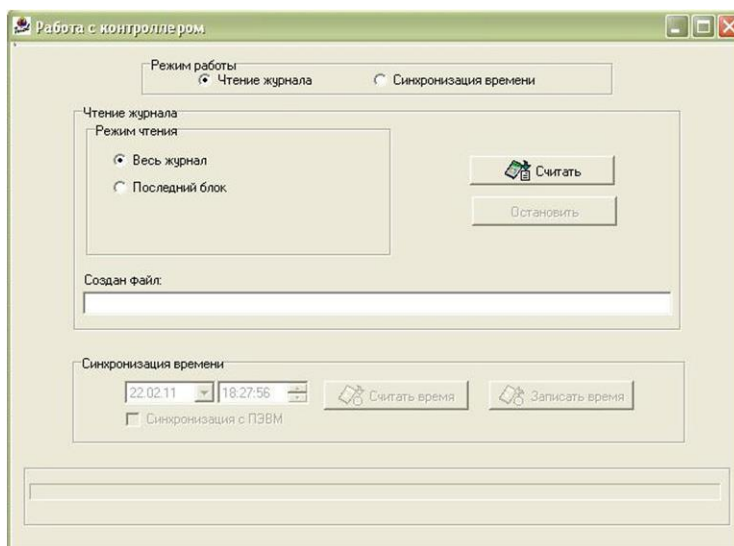 Работа с контроллером
Режим работы
Чтение журнала Синхронизация времени
Чтение журнала
Режим чтения
Весь журнал
Считать
Последний блок
Остановить
Создан файл:
Синхронизация времени
22.02.11 18:27:56 Считать время Записать время
Синхронизация с ПЭВМ